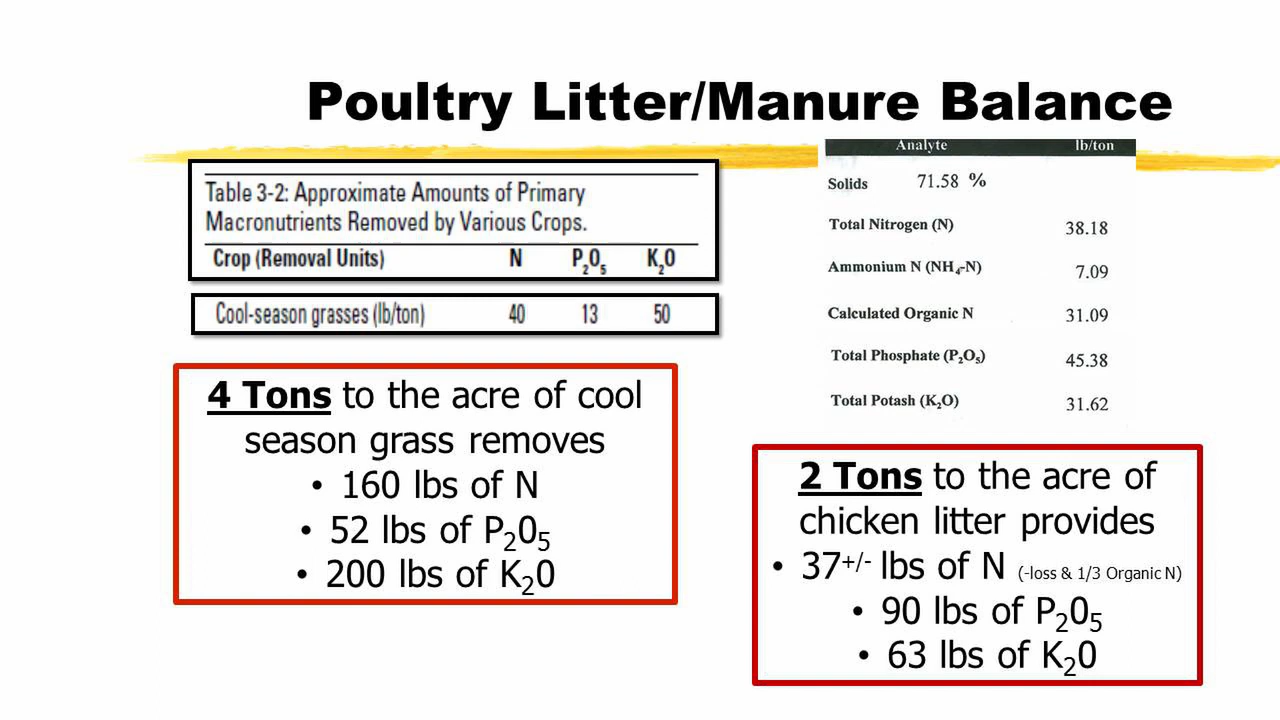 Poultry Litter/Manure Balance
Table 3-2: Approximate Amounts of Primary
Macronutrients Removed by Various Crops.
Crop (Removal Units) N P₂O₅ K₂O
Cool-season grasses (lb/ton) 40 13 50
4 Tons to the acre of cool
season grass removes
• 160 lbs of N
• 52 lbs of P₂0₅
• 200 lbs of K₂0
Analyte lb/ton
Solids 71.58 %
Total Nitrogen (N) 38.18
Ammonium N (NH₄-N) 7.09
Calculated Organic N 31.09
Total Phosphate (P₂O₅) 45.38
Total Potash (K₂O) 31.62
2 Tons to the acre of
chicken litter provides
• 37⁺/⁻ lbs of N (-loss & 1/3 Organic N)
• 90 lbs of P₂0₅
• 63 lbs of K₂0